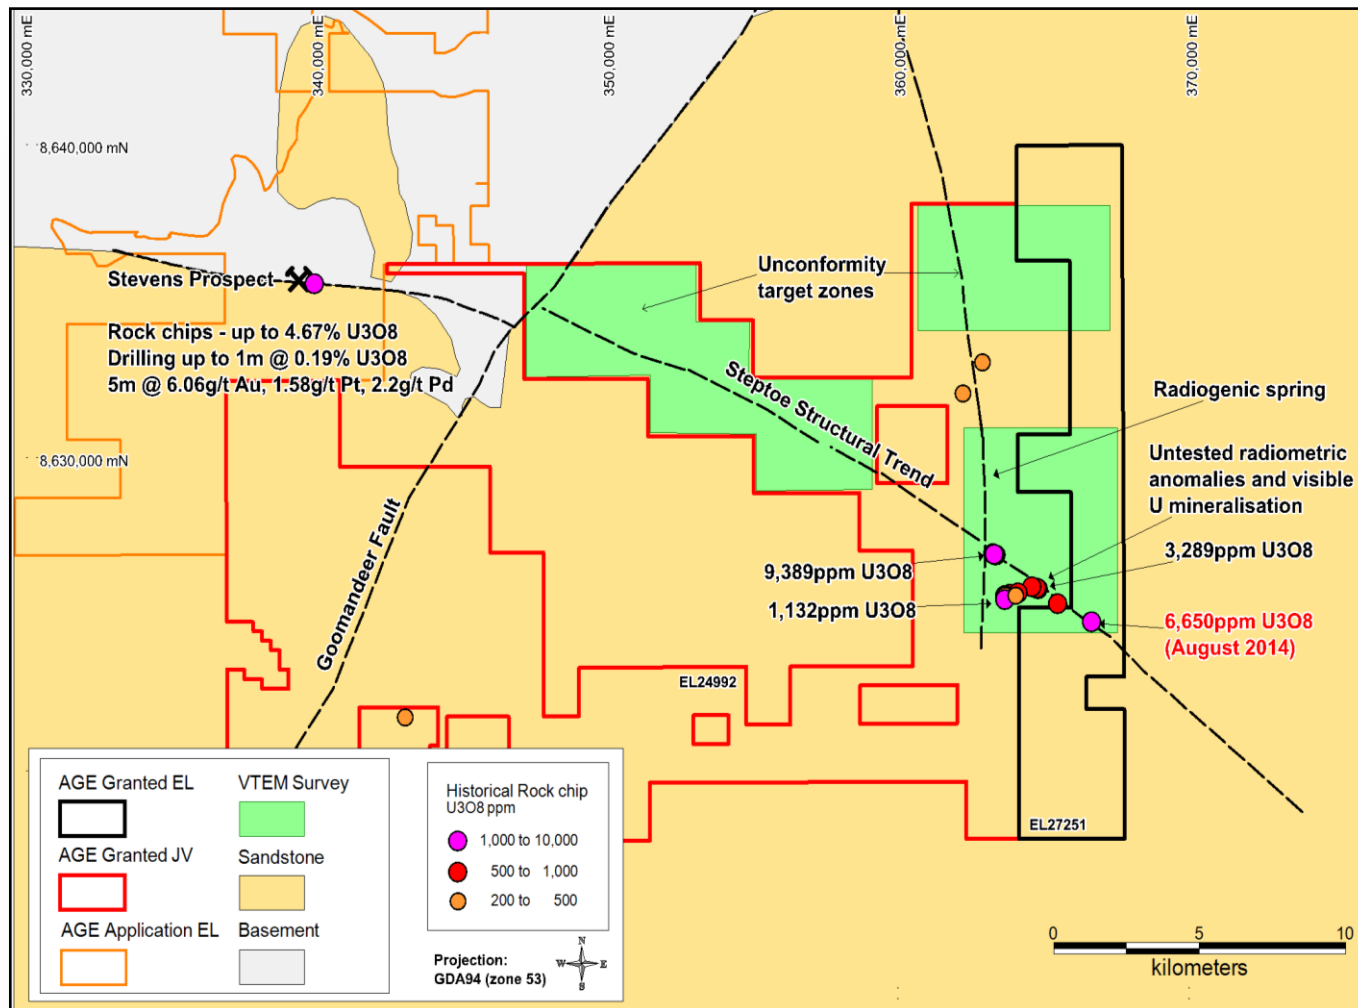 330,000 mE
340,000 mE
350,000 mE
360,000 mE
370,000 mE
8,640,000 mN
8,630,000 mN
Stevens Prospect
Rock chips - up to 4.67% U3O8
Drilling up to 1m @ 0.19% U3O8
5m @ 6.06g/t Au, 1.58g/t Pt, 2.2g/t Pd
Unconformity
target zones
Steptoe Structural Trend
Goomandeer Fault
Radiogenic spring
Untested radiometric
anomalies and visible
U mineralisation
3,289ppm U3O8
9,389ppm U3O8
1,132ppm U3O8
6,650ppm U3O8
(August 2014)
EL24992
EL27251
AGE Granted EL
VTEM Survey
AGE Granted JV
Sandstone
AGE Application EL
Basement
Historical Rock chip
U3O8 ppm
1,000 to 10,000
500 to 1,000
200 to 500
Projection:
GDA94 (zone 53)
N
W E
S
0 5 10
kilometers